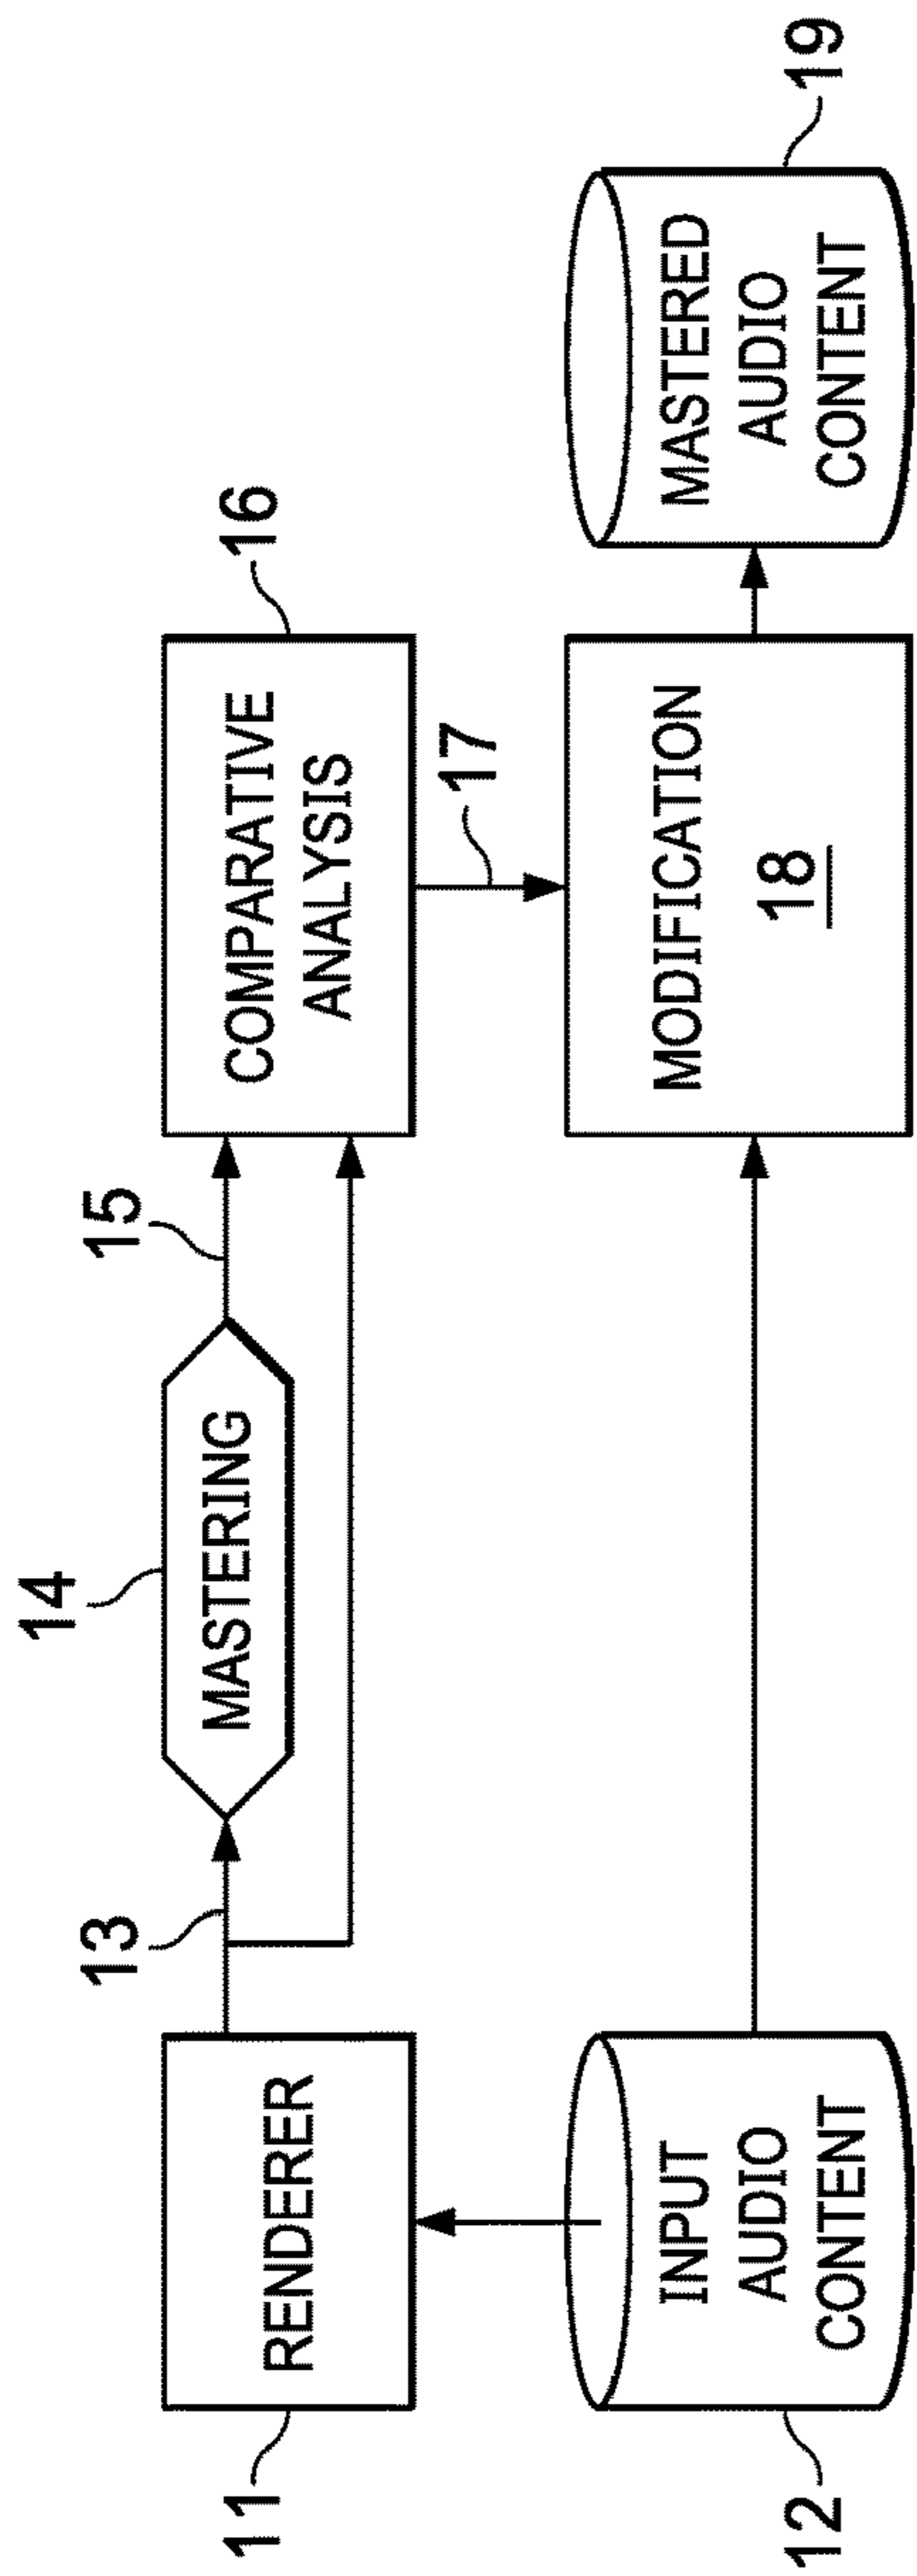 14
13
15
16
MASTERING
11
RENDERER
COMPARATIVE
ANALYSIS
17
12
INPUT
AUDIO
CONTENT
MODIFICATION
18
MASTERED
AUDIO
CONTENT
19